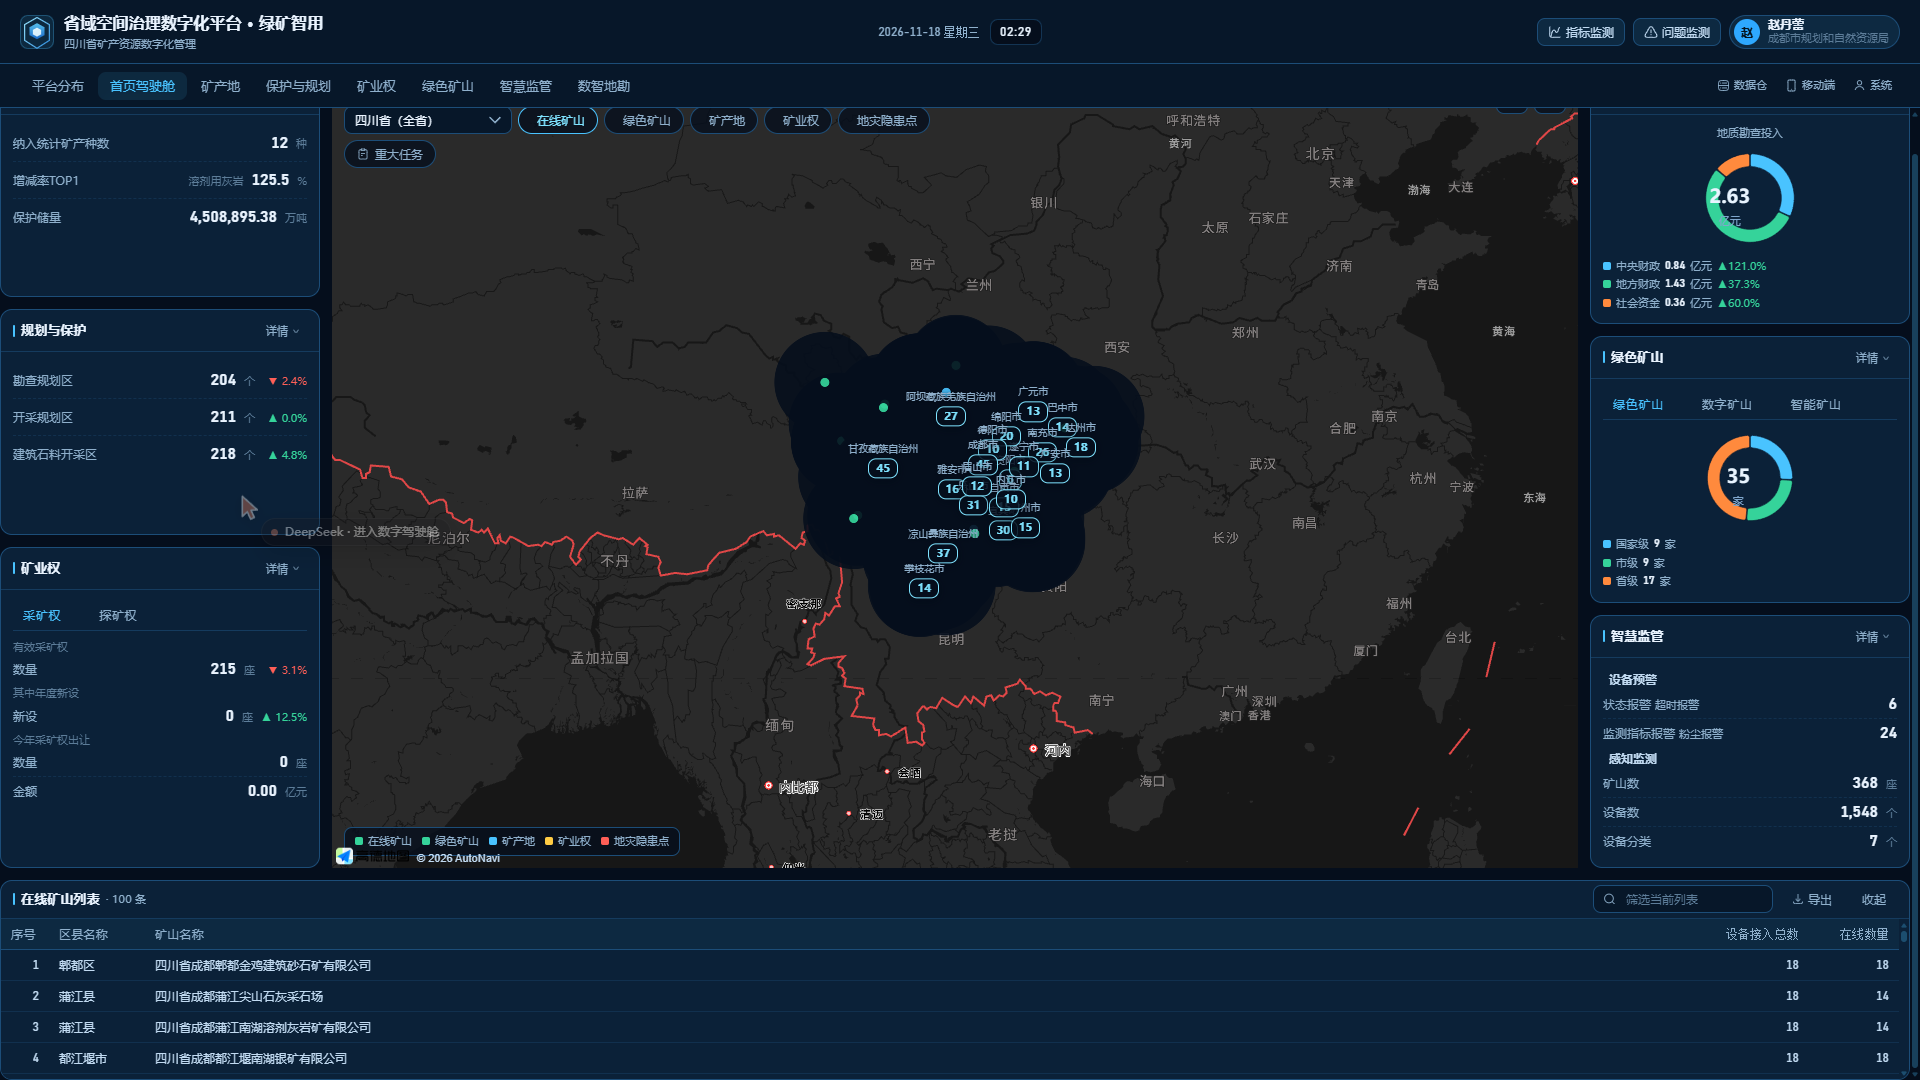 省域空间治理数字化平台 • 绿矿智用
四川省矿产资源数字化管理
2026-11-18 星期三 02:29
指标监测 问题监测
赵 赵丹萱
成都市规划和自然资源局
平台分布 首页驾驶舱 矿产地 保护与规划 矿业权 绿色矿山 智慧监管 数智地勘
数据仓 移动端 系统
纳入统计矿产种数 12 种
增减率TOP1 溶剂用灰岩 125.5 %
保护储量 4,508,895.38 万吨
规划与保护 详情
勘查规划区 204 个 ▼ 2.4%
开采规划区 211 个 ▲ 0.0%
建筑石料开采区 218 个 ▲ 4.8%
DeepSeek · 进入数字驾驶舱
矿业权 详情
采矿权 探矿权
有效采矿权
数量 215 座 ▼ 3.1%
其中年度新设
新设 0 座 ▲ 12.5%
今年采矿权出让
数量 0 座
金额 0.00 亿元
四川省（全省） 在线矿山 绿色矿山 矿产地 矿业权 地灾隐患点
重大任务
呼和浩特
黄河
北京
天津
渤海 大连
银川
石家庄
太原
西宁
济南
兰州
青岛
郑州
黄海
西安
南京
合肥
武汉
杭州
宁波
东海
拉萨
南昌
长沙
尼泊尔
不丹
密支那
福州
台北
昆明
厦门
孟加拉国
广州
深圳
澳门 香港
南宁
缅甸
河内
会晒
内比都
海口
清迈
老挝
广元市
13
阿坝藏族羌族自治州
27
巴中市
14
绵阳市
20
达州市
18
德阳市
10
南充市
成都市
甘孜藏族自治州
45
11
13
雅安市
16
12
内江市
10
31
30
15
凉山彝族自治州
37
攀枝花市
14
在线矿山 绿色矿山 矿产地 矿业权 地灾隐患点
高德地图 © 2026 AutoNavi
地质勘查投入
2.63
亿元
中央财政 0.84 亿元 ▲121.0%
地方财政 1.43 亿元 ▲37.3%
社会资金 0.36 亿元 ▲60.0%
绿色矿山 详情
绿色矿山 数字矿山 智能矿山
35
家
国家级 9 家
市级 9 家
省级 17 家
智慧监管 详情
设备预警
状态报警 超时报警 6
监测指标报警 粉尘报警 24
感知监测
矿山数 368 座
设备数 1,548 个
设备分类 7 个
在线矿山列表 · 100 条
筛选当前列表 导出 收起
序号 区县名称 矿山名称 设备接入总数 在线数量
1 郫都区 四川省成都郫都金鸡建筑砂石矿有限公司 18 18
2 蒲江县 四川省成都蒲江尖山石灰采石场 18 14
3 蒲江县 四川省成都蒲江南湖溶剂灰岩矿有限公司 18 14
4 都江堰市 四川省成都都江堰南湖银矿有限公司 18 18